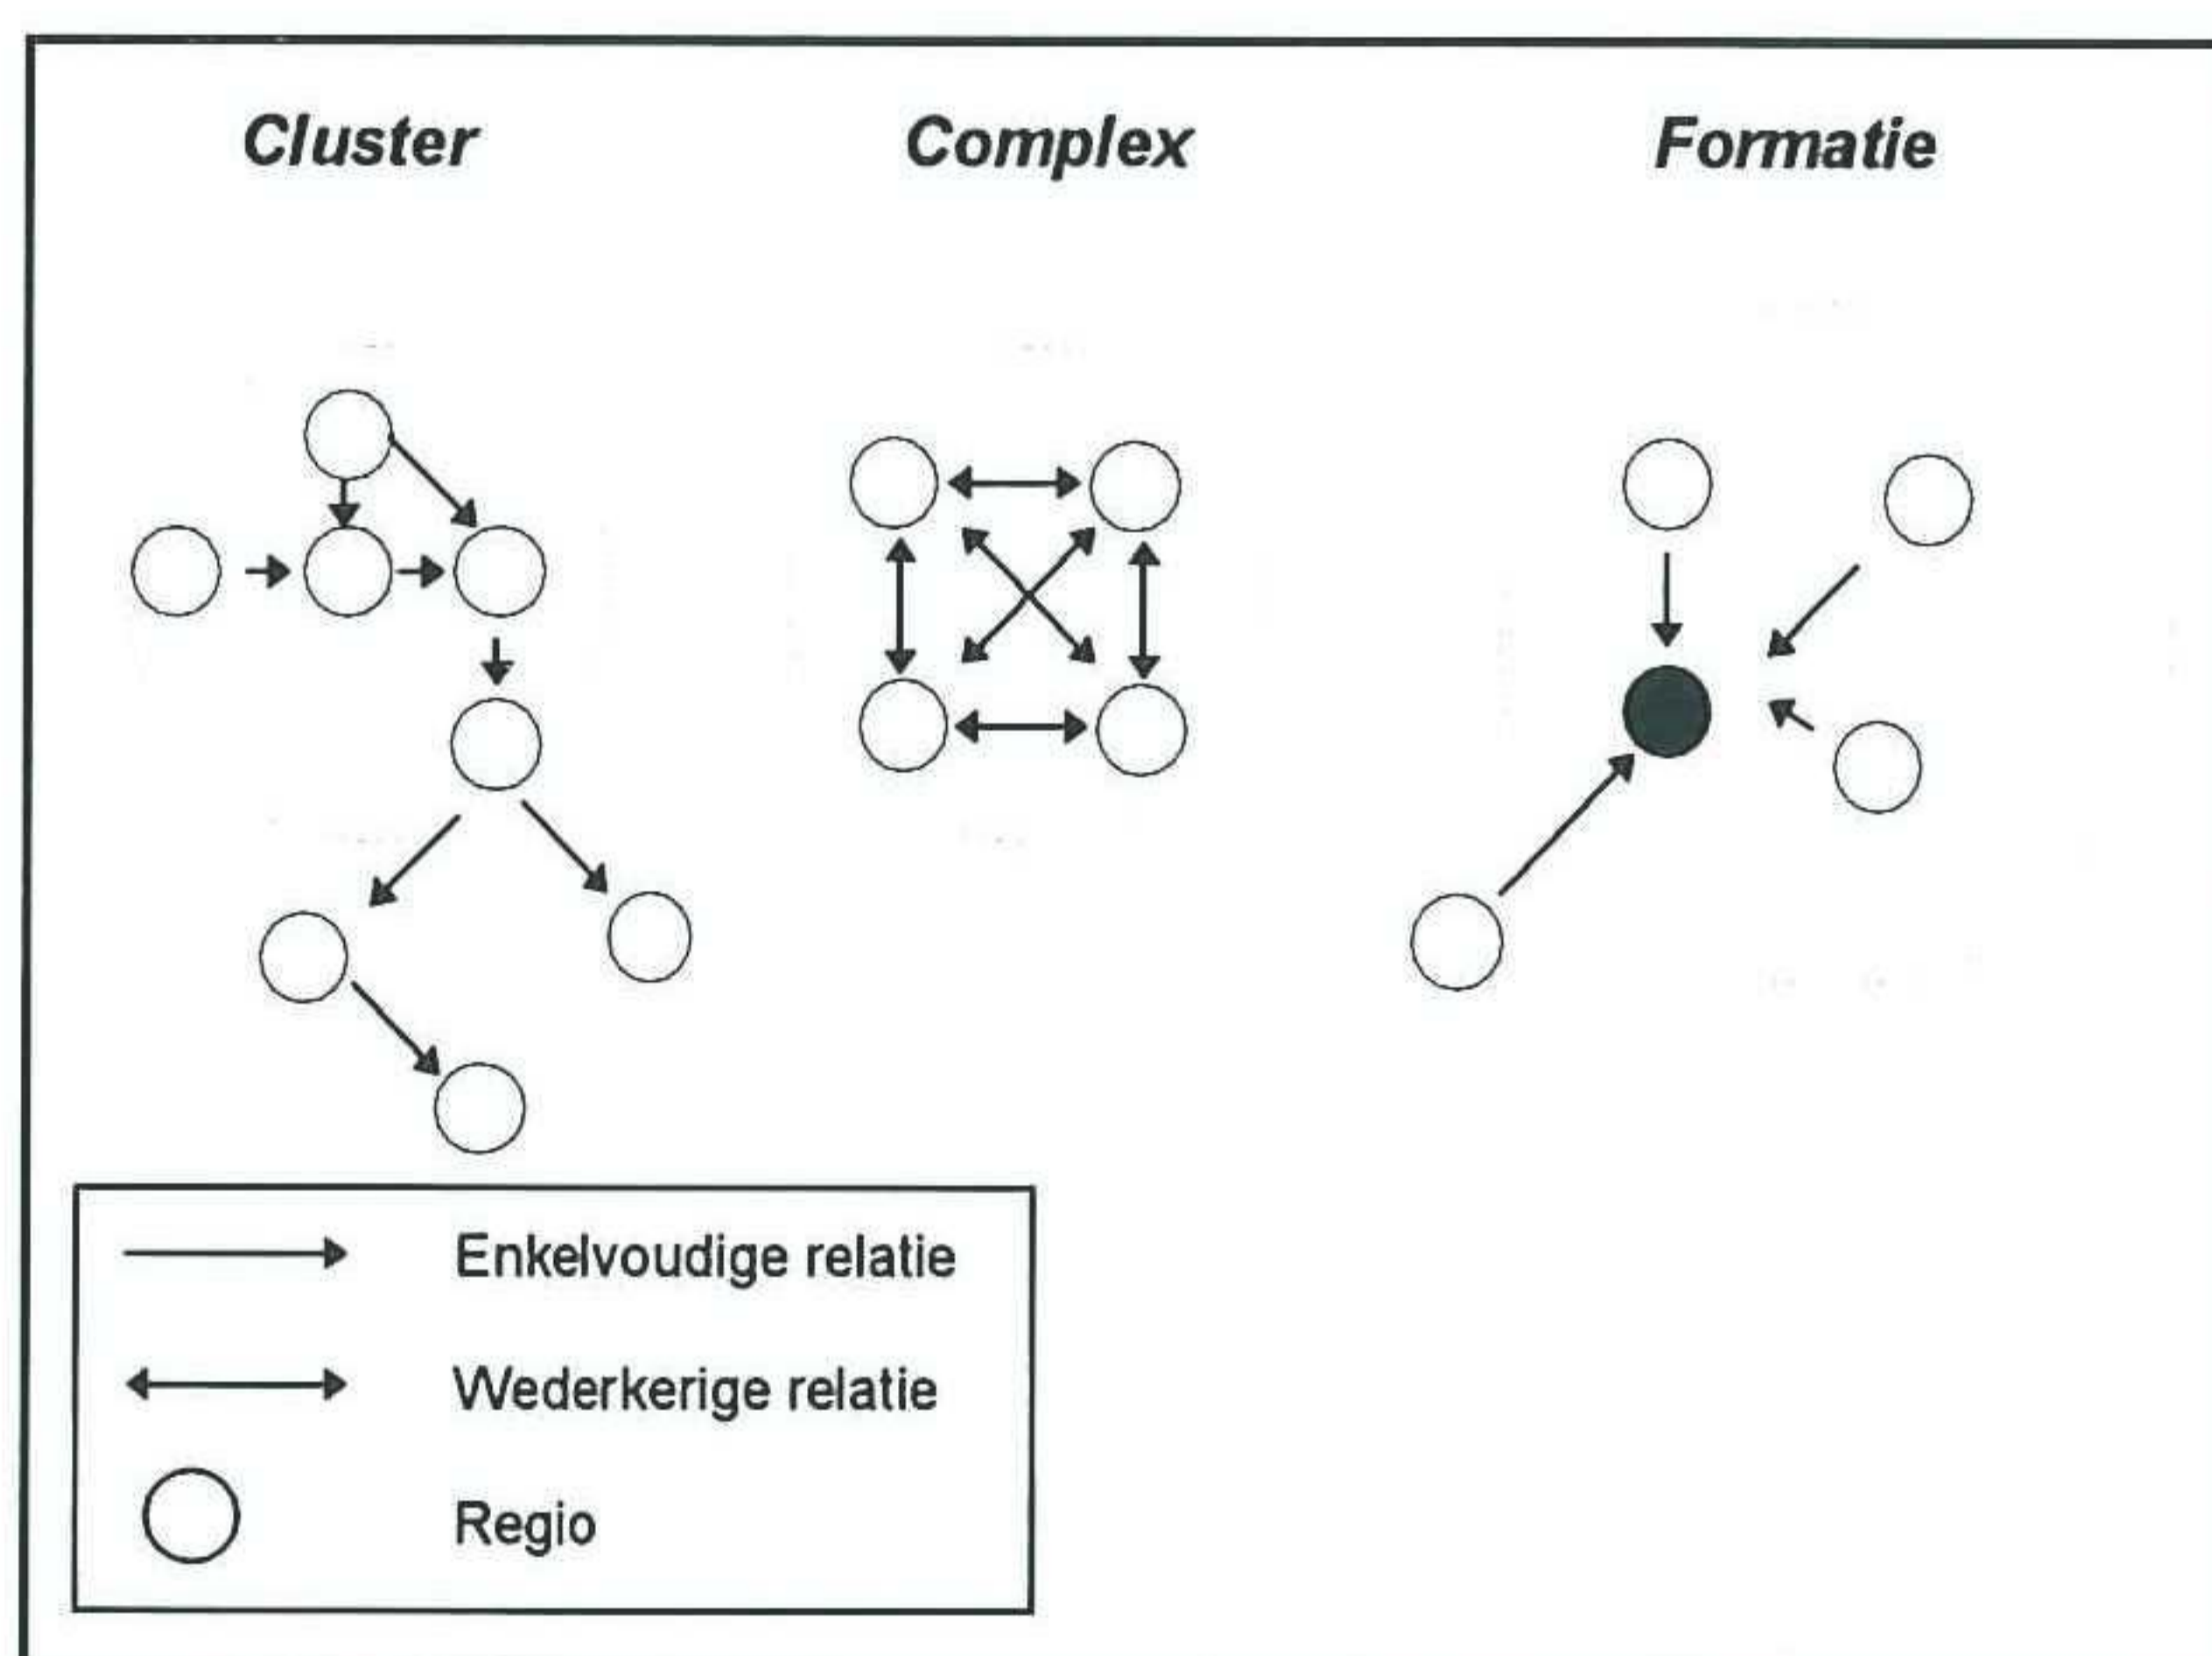 Cluster
Complex
Formatie
Enkelvoudige relatie
Wederkerige relatie
Regio